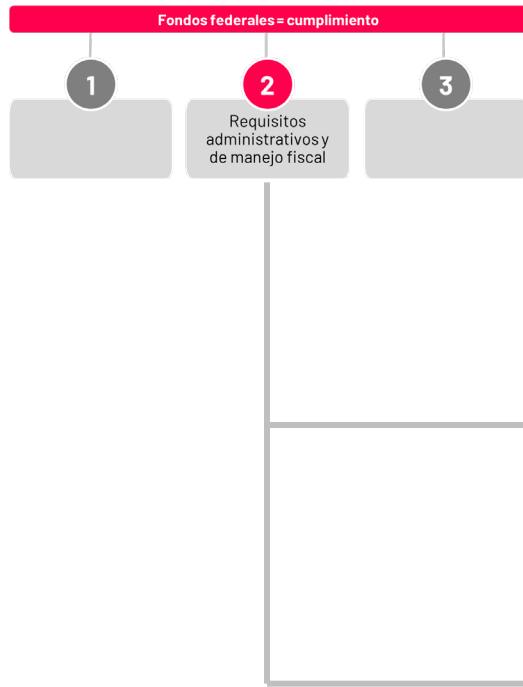 Fondos federales = cumplimiento
1
2
3
Requisitos
administrativos y
de manejo fiscal